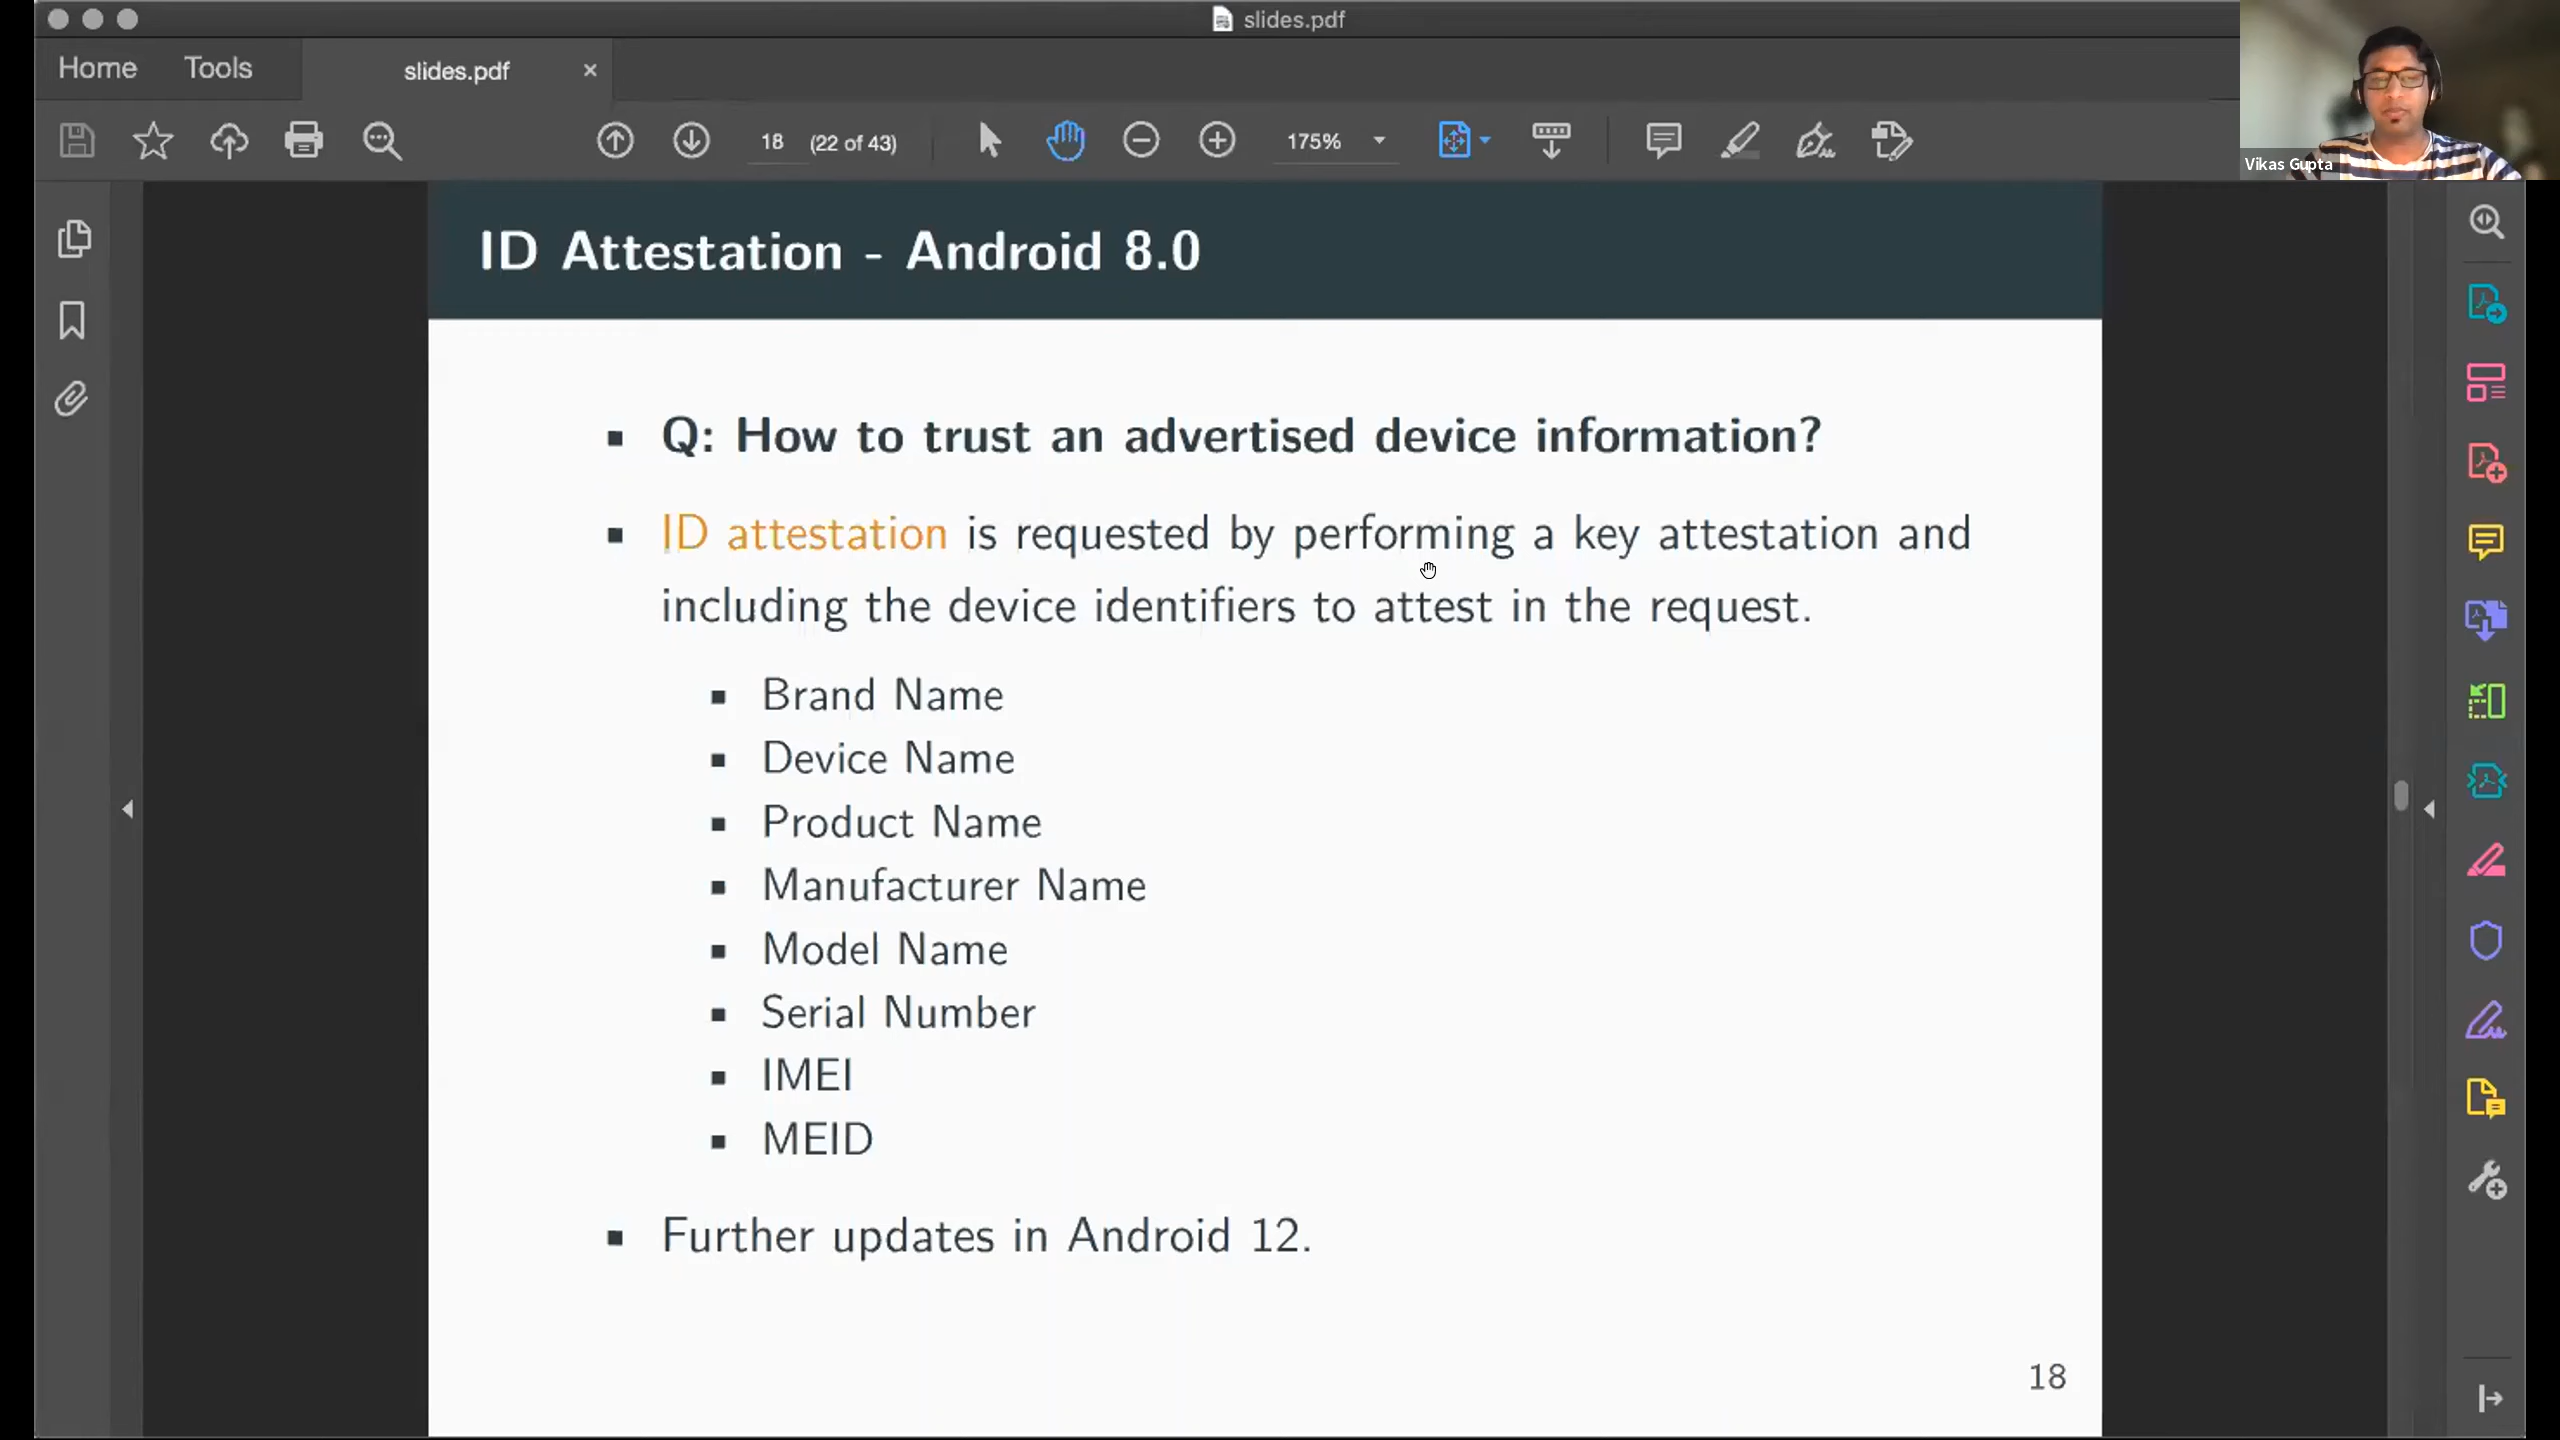 slides.pdf
Home Tools slides.pdf ×
18 (22 of 43) 175%
Vikas Gupta
ID Attestation - Android 8.0
▪ Q: How to trust an advertised device information?
▪ ID attestation is requested by performing a key attestation and
including the device identifiers to attest in the request.
▪ Brand Name
▪ Device Name
▪ Product Name
▪ Manufacturer Name
▪ Model Name
▪ Serial Number
▪ IMEI
▪ MEID
▪ Further updates in Android 12.
18